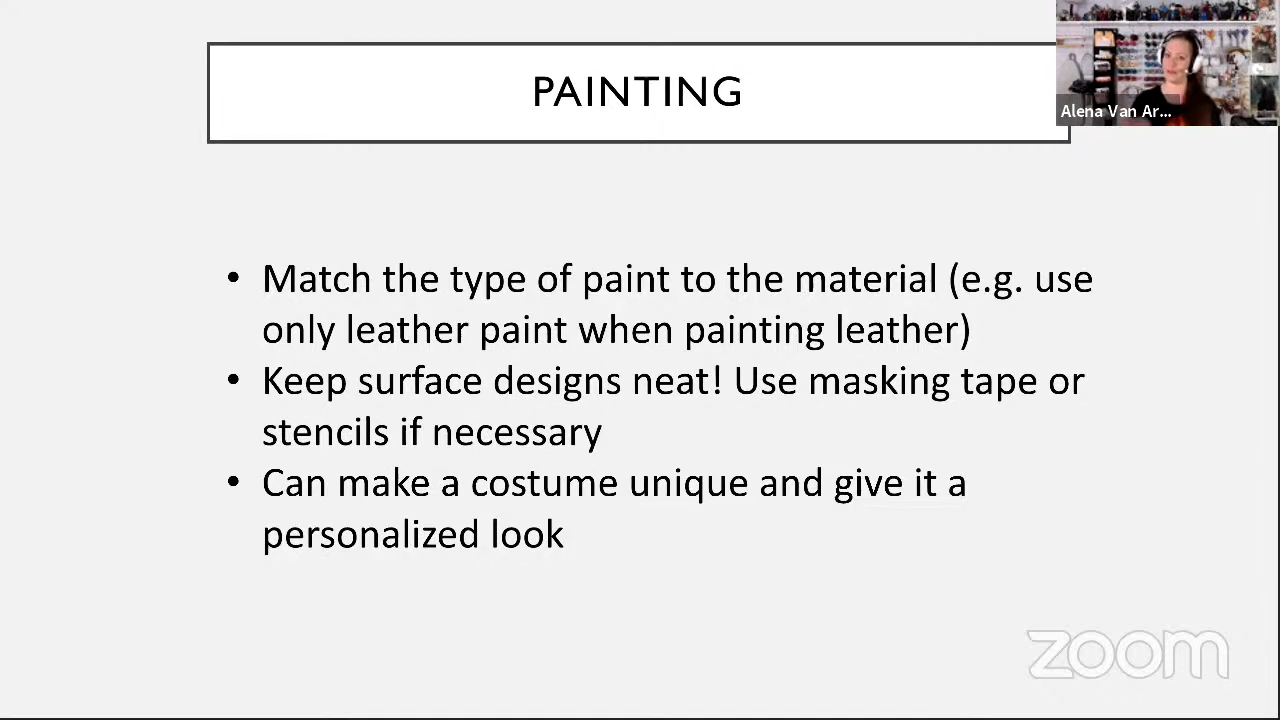 PAINTING
Alena Van Ar...
• Match the type of paint to the material (e.g. use
only leather paint when painting leather)
• Keep surface designs neat! Use masking tape or
stencils if necessary
• Can make a costume unique and give it a
personalized look
zoom